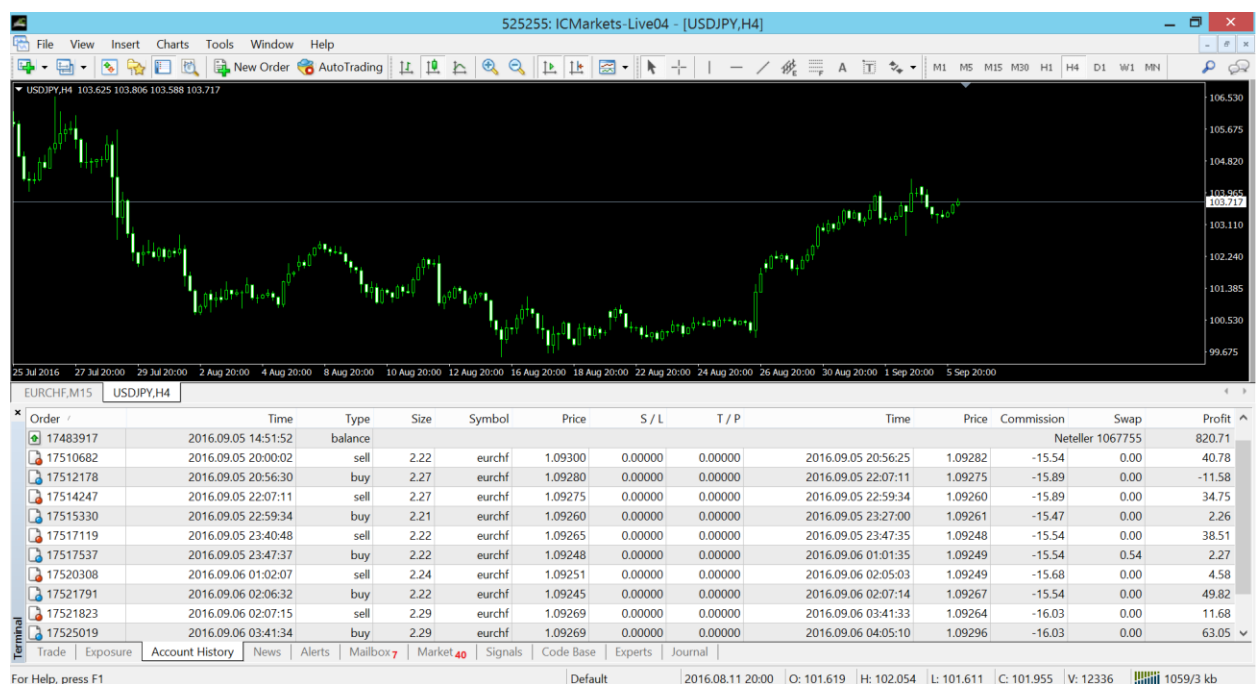 525255: ICMarkets-Live04 - [USDJPY,H4]
File View Insert Charts Tools Window Help
New Order AutoTrading A T M1 M5 M15 M30 H1 H4 D1 W1 MN
USDJPY,H4 103.625 103.806 103.588 103.717
106.530
105.675
104.820
103.965
103.717
103.110
102.240
101.385
100.530
99.675
25 Jul 2016 27 Jul 20:00 29 Jul 20:00 2 Aug 20:00 4 Aug 20:00 8 Aug 20:00 10 Aug 20:00 12 Aug 20:00 16 Aug 20:00 18 Aug 20:00 22 Aug 20:00 24 Aug 20:00 26 Aug 20:00 30 Aug 20:00 1 Sep 20:00 5 Sep 20:00
EURCHF,M15 USDJPY,H4
Order Time Type Size Symbol Price S / L T / P Time Price Commission Swap Profit
17483917 2016.09.05 14:51:52 balance Neteller 1067755 820.71
17510682 2016.09.05 20:00:02 sell 2.22 eurchf 1.09300 0.00000 0.00000 2016.09.05 20:56:25 1.09282 -15.54 0.00 40.78
17512178 2016.09.05 20:56:30 buy 2.27 eurchf 1.09280 0.00000 0.00000 2016.09.05 22:07:11 1.09275 -15.89 0.00 -11.58
17514247 2016.09.05 22:07:11 sell 2.27 eurchf 1.09275 0.00000 0.00000 2016.09.05 22:59:34 1.09260 -15.89 0.00 34.75
17515330 2016.09.05 22:59:34 buy 2.21 eurchf 1.09260 0.00000 0.00000 2016.09.05 23:27:00 1.09261 -15.47 0.00 2.26
17517119 2016.09.05 23:40:48 sell 2.22 eurchf 1.09265 0.00000 0.00000 2016.09.05 23:47:35 1.09248 -15.54 0.00 38.51
17517537 2016.09.05 23:47:37 buy 2.22 eurchf 1.09248 0.00000 0.00000 2016.09.06 01:01:35 1.09249 -15.54 0.54 2.27
17520308 2016.09.06 01:02:07 sell 2.24 eurchf 1.09251 0.00000 0.00000 2016.09.06 02:05:03 1.09249 -15.68 0.00 4.58
17521791 2016.09.06 02:06:32 buy 2.22 eurchf 1.09245 0.00000 0.00000 2016.09.06 02:07:14 1.09267 -15.54 0.00 49.82
17521823 2016.09.06 02:07:15 sell 2.29 eurchf 1.09269 0.00000 0.00000 2016.09.06 03:41:33 1.09264 -16.03 0.00 11.68
17525019 2016.09.06 03:41:34 buy 2.29 eurchf 1.09269 0.00000 0.00000 2016.09.06 04:05:10 1.09296 -16.03 0.00 63.05
Terminal
Trade Exposure Account History News Alerts Mailbox 7 Market 40 Signals Code Base Experts Journal
For Help, press F1 Default 2016.08.11 20:00 O: 101.619 H: 102.054 L: 101.611 C: 101.955 V: 12336 1059/3 kb